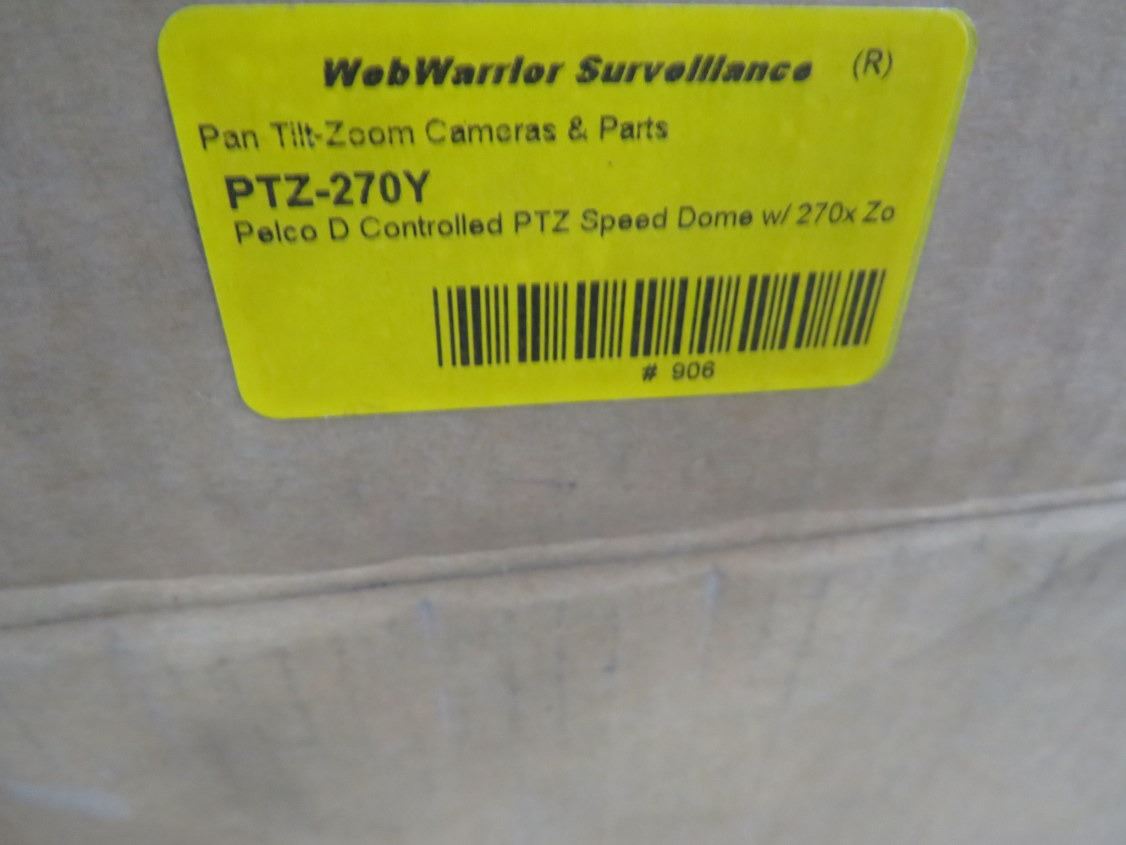 WebWarrior Surveillance (R)
Pan Tilt-Zoom Cameras & Parts
PTZ-270Y
Pelco D Controlled PTZ Speed Dome w/ 270x Zo
# 906